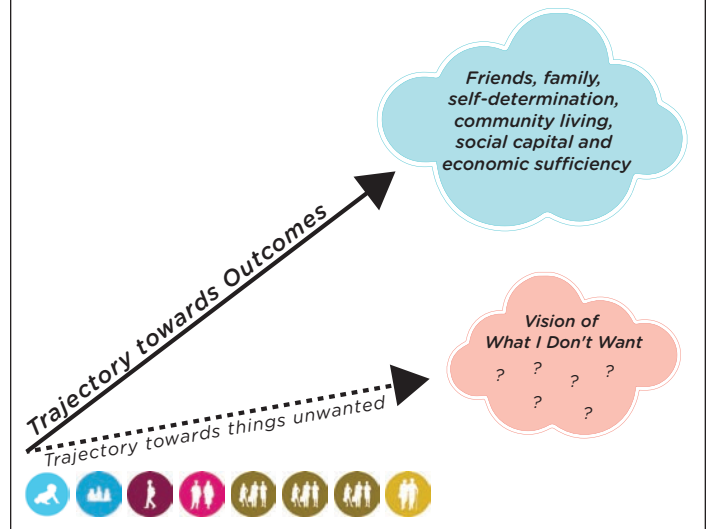 Friends, family,
self-determination,
community living,
social capital and
economic sufficiency
Trajectory towards Outcomes
Vision of
What I Don't Want
? ? ? ?
? ?
Trajectory towards things unwanted